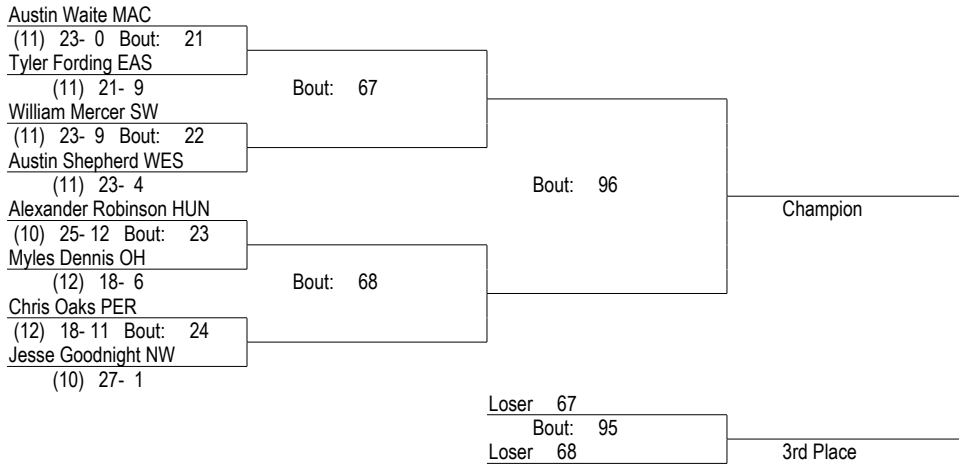 Austin Waite MAC
(11) 23- 0 Bout: 21
Tyler Fording EAS
(11) 21- 9 Bout: 67
William Mercer SW
(11) 23- 9 Bout: 22
Austin Shepherd WES
(11) 23- 4 Bout: 96
Alexander Robinson HUN Champion
(10) 25- 12 Bout: 23
Myles Dennis OH
(12) 18- 6 Bout: 68
Chris Oaks PER
(12) 18- 11 Bout: 24
Jesse Goodnight NW
(10) 27- 1
Loser 67
Bout: 95
Loser 68 3rd Place